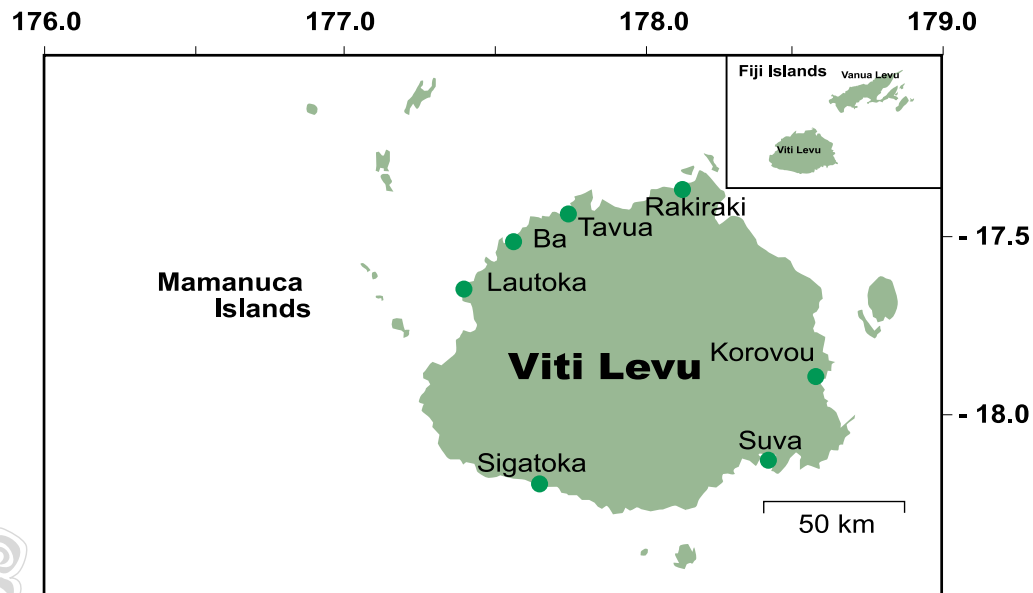 176.0 177.0 178.0 179.0
Fiji Islands
Vanua Levu
Viti Levu
Rakiraki
Tavua
Ba
- 17.5
Mamanuca
Islands
Lautoka
Korovou
Viti Levu
- 18.0
Suva
Sigatoka
50 km